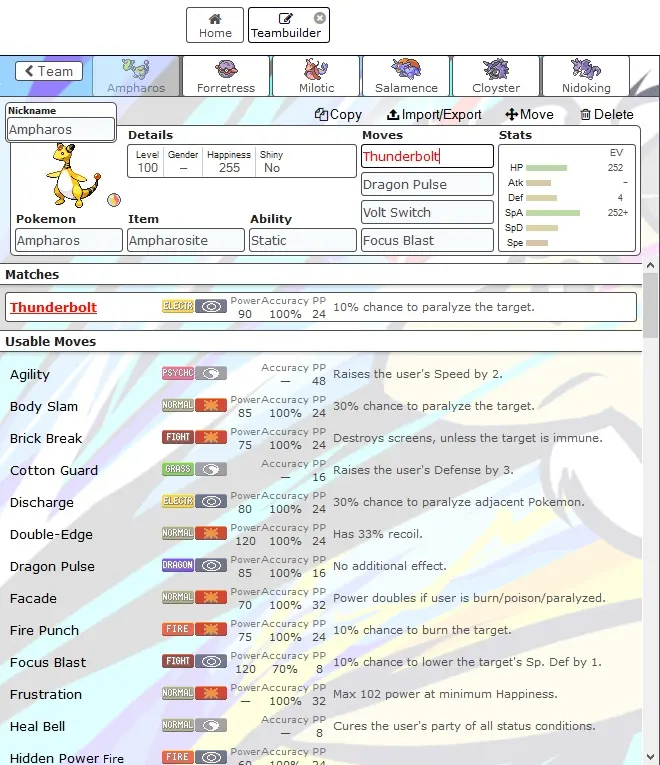 Home
Teambuilder
Team
Ampharos
Forretress
Milotic
Salamence
Cloyster
Nidoking
Nickname
Ampharos
Copy
Import/Export
Move
Delete
Details
Level Gender Happiness Shiny
100 – 255 No
Pokemon
Ampharos
Item
Ampharosite
Ability
Static
Moves
Thunderbolt
Dragon Pulse
Volt Switch
Focus Blast
Stats
EV
HP 252
Atk –
Def 4
SpA 252+
SpD
Spe
Matches
Thunderbolt ELECTR Power 90 Accuracy 100% PP 24 10% chance to paralyze the target.
Usable Moves
Agility PSYCHC Accuracy — PP 48 Raises the user's Speed by 2.
Body Slam NORMAL Power 85 Accuracy 100% PP 24 30% chance to paralyze the target.
Brick Break FIGHT Power 75 Accuracy 100% PP 24 Destroys screens, unless the target is immune.
Cotton Guard GRASS Accuracy — PP 16 Raises the user's Defense by 3.
Discharge ELECTR Power 80 Accuracy 100% PP 24 30% chance to paralyze adjacent Pokemon.
Double-Edge NORMAL Power 120 Accuracy 100% PP 24 Has 33% recoil.
Dragon Pulse DRAGON Power 85 Accuracy 100% PP 16 No additional effect.
Facade NORMAL Power 70 Accuracy 100% PP 32 Power doubles if user is burn/poison/paralyzed.
Fire Punch FIRE Power 75 Accuracy 100% PP 24 10% chance to burn the target.
Focus Blast FIGHT Power 120 Accuracy 70% PP 8 10% chance to lower the target's Sp. Def by 1.
Frustration NORMAL Power — Accuracy 100% PP 32 Max 102 power at minimum Happiness.
Heal Bell NORMAL Accuracy — PP 8 Cures the user's party of all status conditions.
Hidden Power Fire FIRE Power 60 Accuracy 100% PP 24